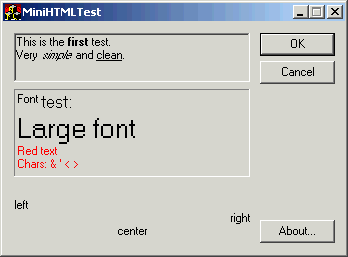 MiniHTMLTest
This is the first test.
Very simple and clean.
OK
Cancel
Font test:
Large font
Red text
Chars: & ' < >
left
right
center
About...